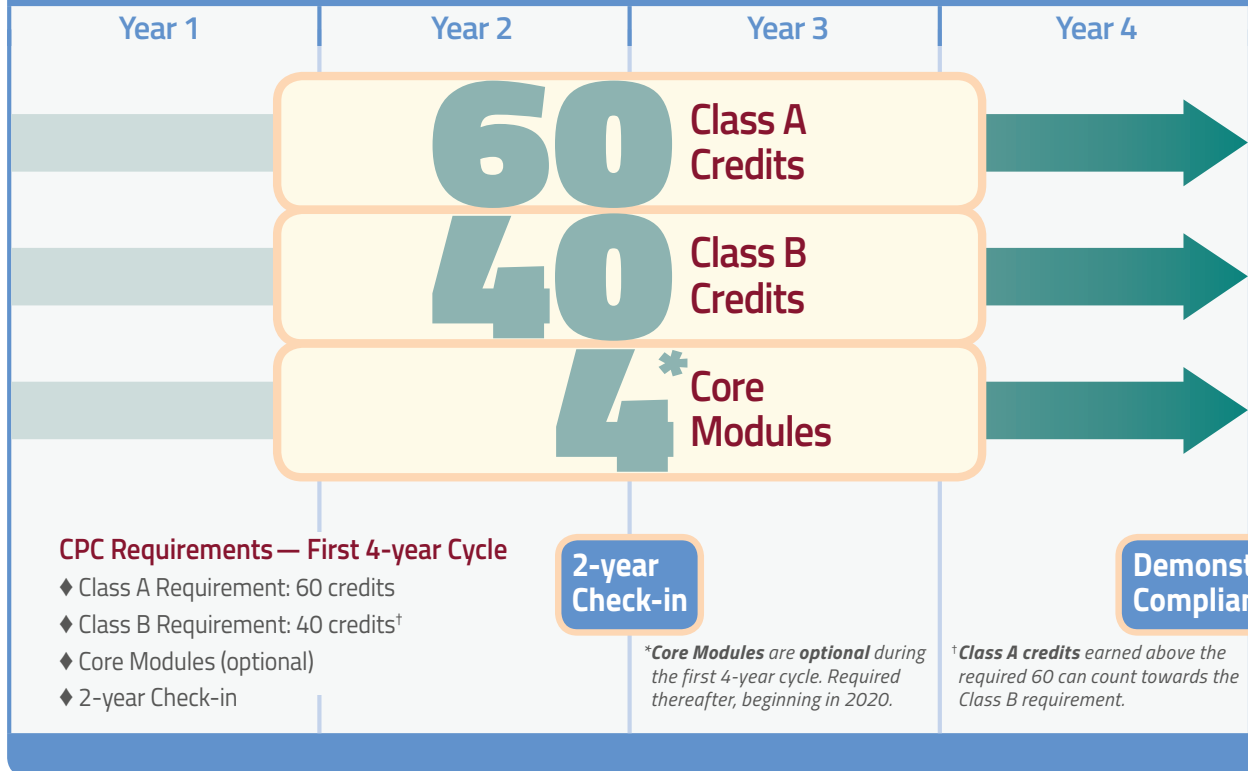 Year 1
Year 2
Year 3
Year 4
60
Class A
Credits
40
Class B
Credits
4*
Core
Modules
CPC Requirements — First 4-year Cycle
♦ Class A Requirement: 60 credits
♦ Class B Requirement: 40 credits†
♦ Core Modules (optional)
♦ 2-year Check-in
2-year
Check-in
*Core Modules are optional during
the first 4-year cycle. Required
thereafter, beginning in 2020.
Demonst
Complian
†Class A credits earned above the
required 60 can count towards the
Class B requirement.